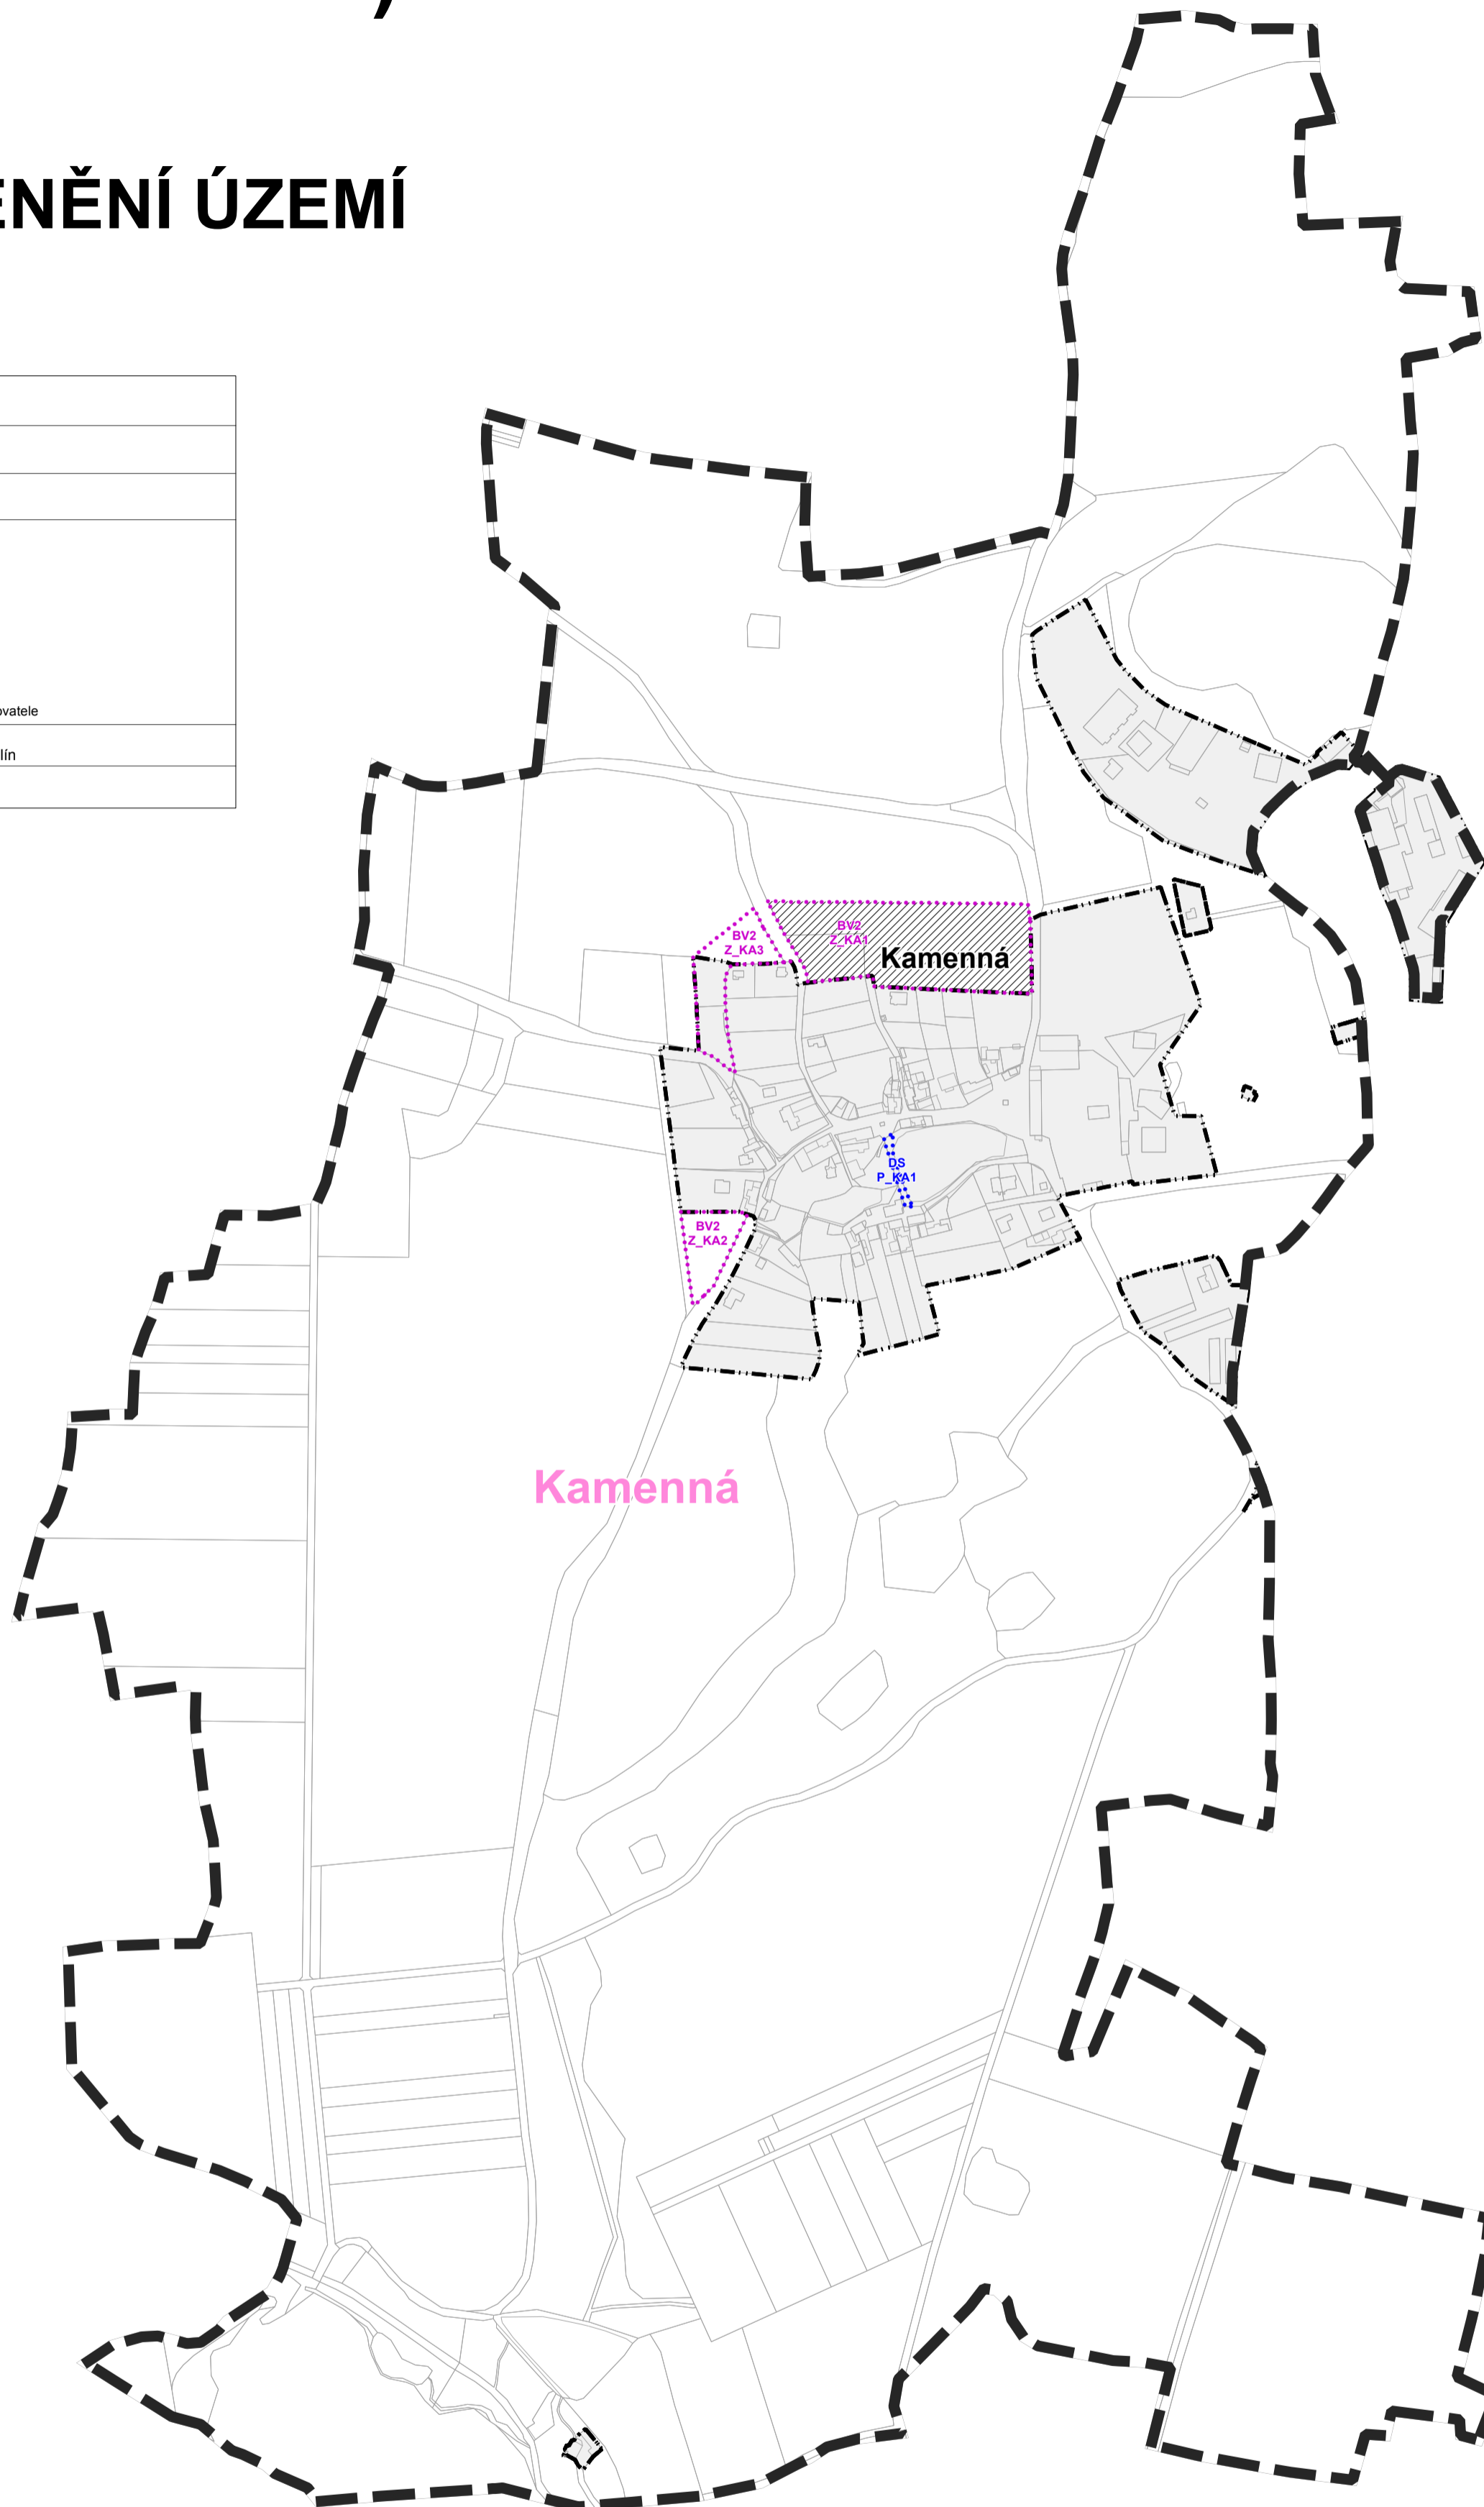 ENĚNÍ ÚZEMÍ
ovatele
lín
BV2
Z_KA1
BV2
Z_KA3
Kamenná
DS
P_KA1
BV2
Z_KA2
Kamenná